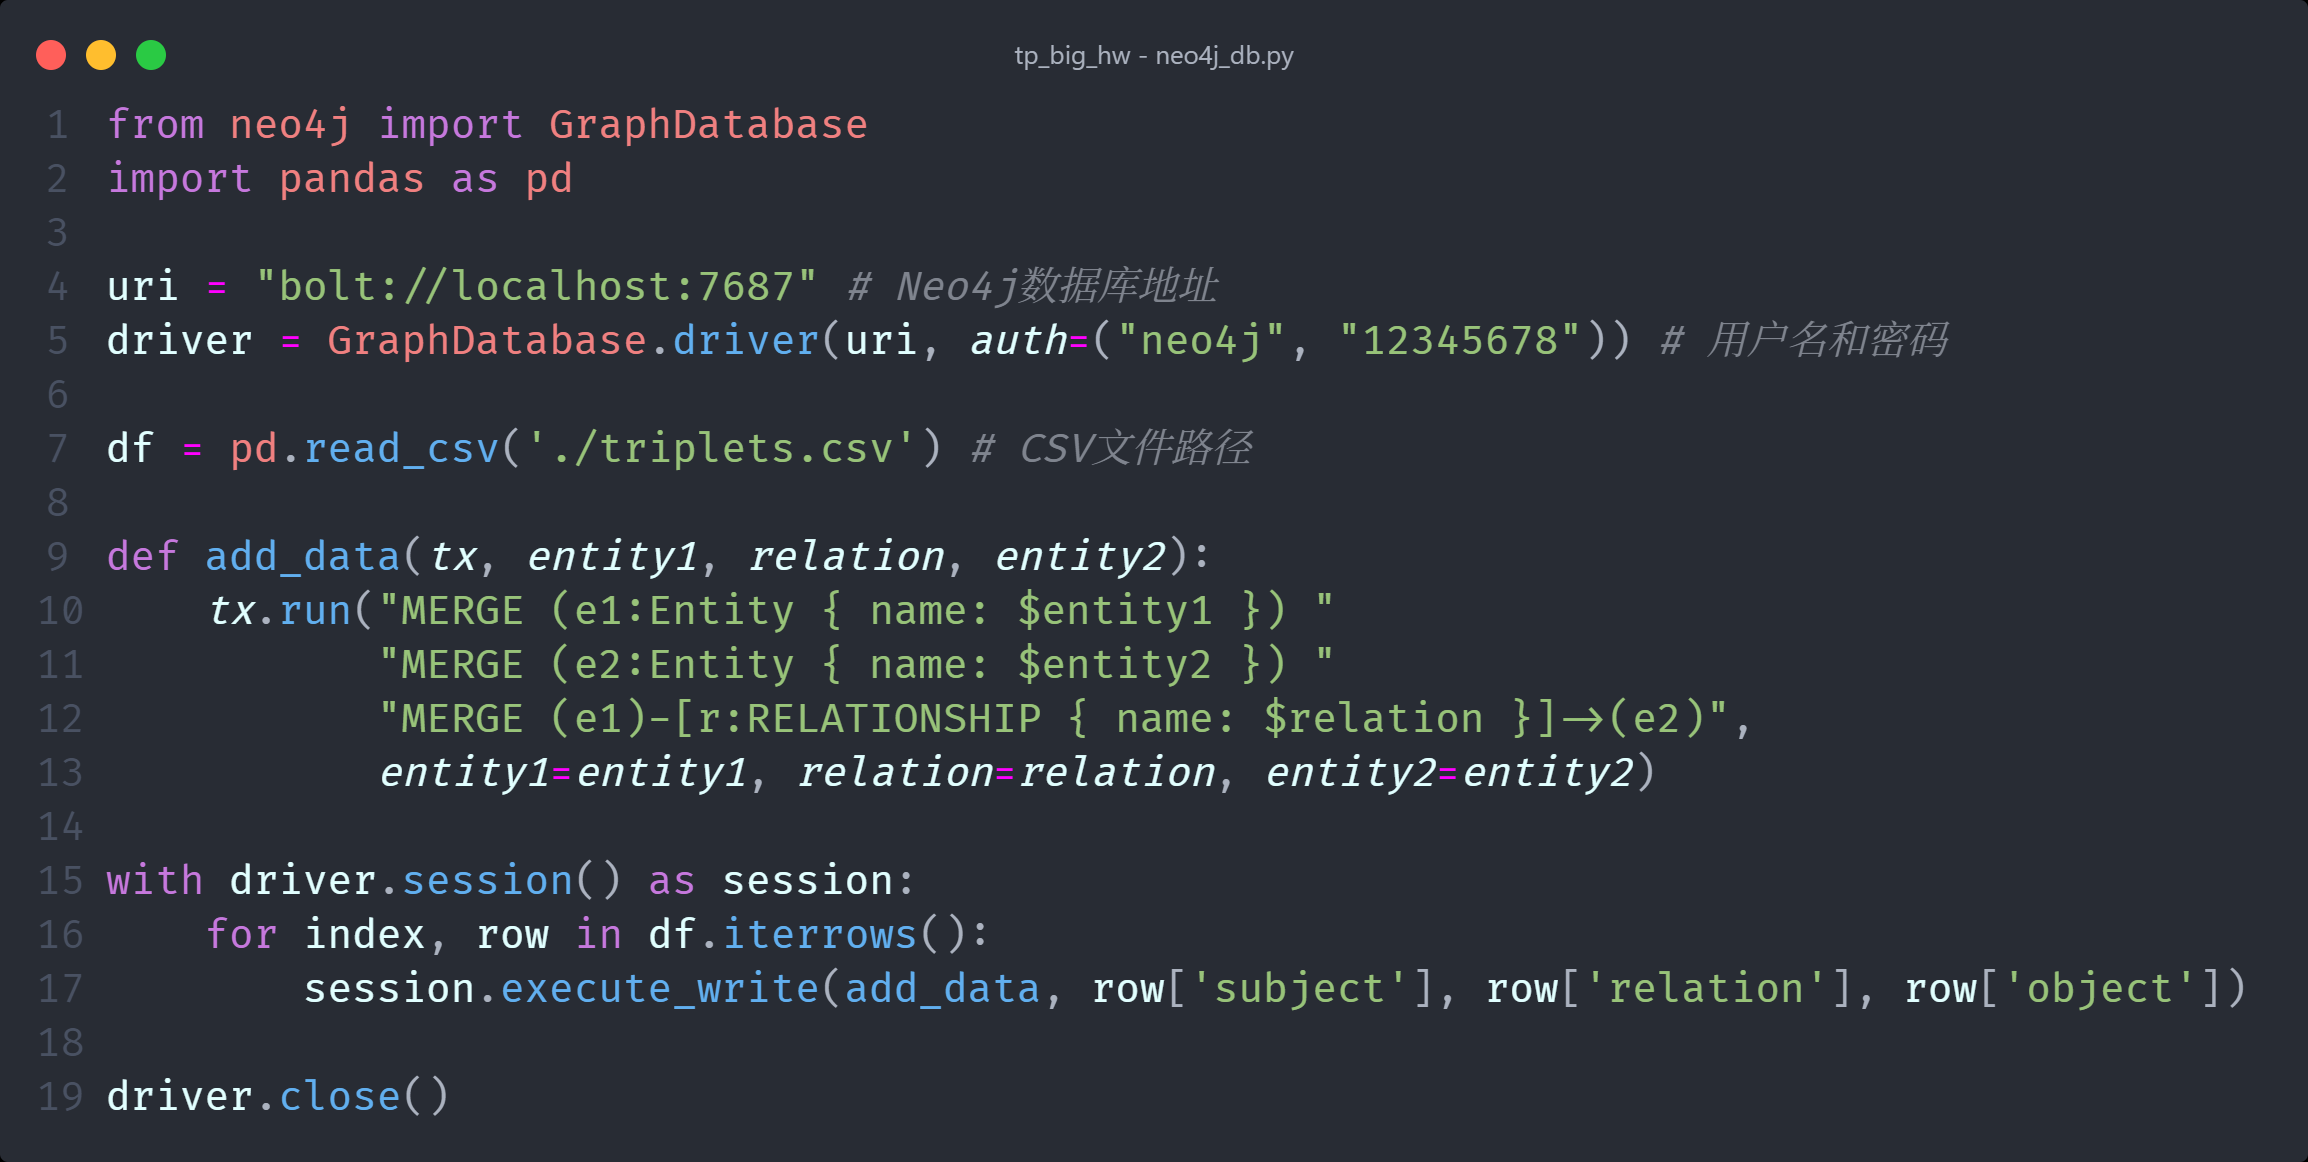 tp_big_hw - neo4j_db.py
1 from neo4j import GraphDatabase
2 import pandas as pd
3
4 uri = "bolt://localhost:7687" # Neo4j数据库地址
5 driver = GraphDatabase.driver(uri, auth=("neo4j", "12345678")) # 用户名和密码
6
7 df = pd.read_csv('./triplets.csv') # CSV文件路径
8
9 def add_data(tx, entity1, relation, entity2):
10     tx.run("MERGE (e1:Entity { name: $entity1 }) "
11            "MERGE (e2:Entity { name: $entity2 }) "
12            "MERGE (e1)-[r:RELATIONSHIP { name: $relation }]->(e2)",
13            entity1=entity1, relation=relation, entity2=entity2)
14
15 with driver.session() as session:
16     for index, row in df.iterrows():
17         session.execute_write(add_data, row['subject'], row['relation'], row['object'])
18
19 driver.close()